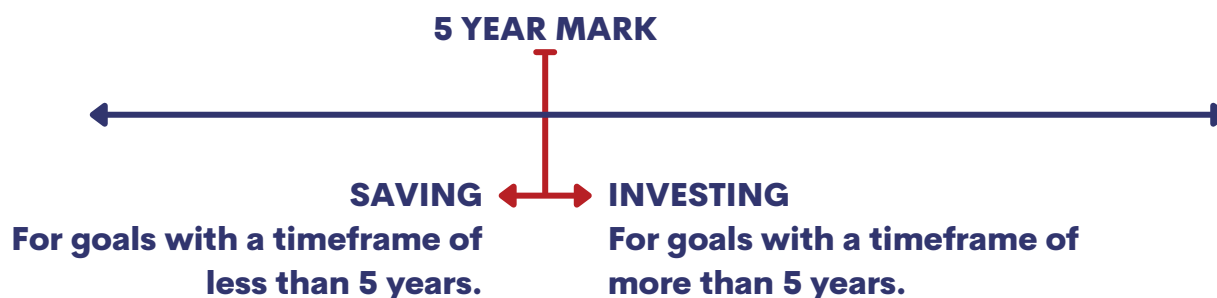 5 YEAR MARK
SAVING
For goals with a timeframe of
less than 5 years.
INVESTING
For goals with a timeframe of
more than 5 years.